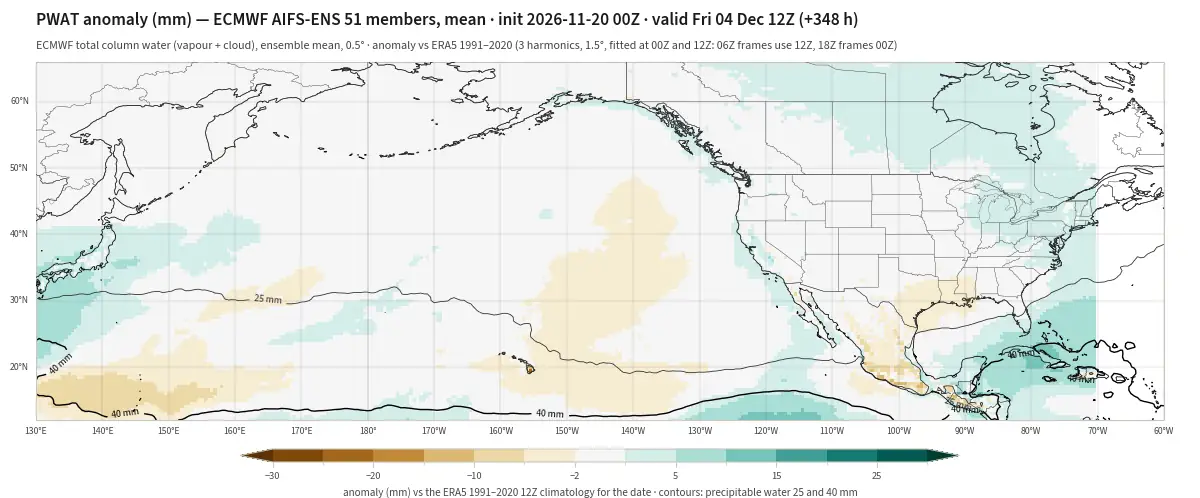 PWAT anomaly (mm) — ECMWF AIFS-ENS 51 members, mean · init 2026-11-20 00Z · valid Fri 04 Dec 12Z (+348 h)
ECMWF total column water (vapour + cloud), ensemble mean, 0.5° · anomaly vs ERA5 1991–2020 (3 harmonics, 1.5°, fitted at 00Z and 12Z: 06Z frames use 12Z, 18Z frames 00Z)
60°N
50°N
40°N
30°N
20°N
25 mm
40 mm
40 mm
40 mm
40 mm
40 mm
40 mm
130°E 140°E 150°E 160°E 170°E 180° 170°W 160°W 150°W 140°W 130°W 120°W 110°W 100°W 90°W 80°W 70°W 60°W
−30 −20 −10 −2 5 15 25
anomaly (mm) vs the ERA5 1991–2020 12Z climatology for the date · contours: precipitable water 25 and 40 mm